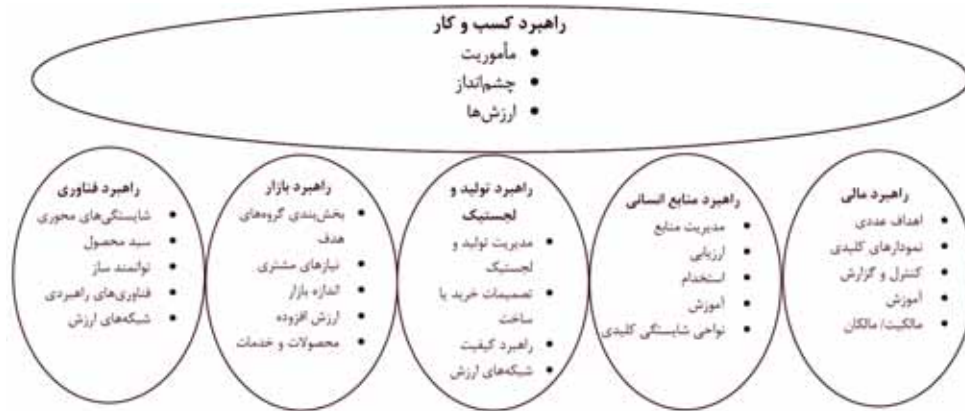 راهبرد کسب و کار
• مأموریت
• چشم‌انداز
• ارزش‌ها
راهبرد مالی
• اهداف عددی
• نمودارهای کلیدی
• کنترل و گزارش
• آموزش
• مالکیت/ مالکان
راهبرد منابع انسانی
• مدیریت منابع
• ارزیابی
• استخدام
• آموزش
• نواحی شایستگی کلیدی
راهبرد تولید و
لجستیک
• مدیریت تولید و
لجستیک
• تصمیمات خرید یا
ساخت
• راهبرد کیفیت
• شبکه‌های ارزش
راهبرد بازار
• بخش‌بندی گروه‌های
هدف
• نیازهای مشتری
• اندازه بازار
• ارزش افزوده
• محصولات و خدمات
راهبرد فناوری
• شایستگی‌های محوری
• سبد محصول
• توانمند ساز
• فناوری‌های راهبردی
• شبکه‌های ارزش